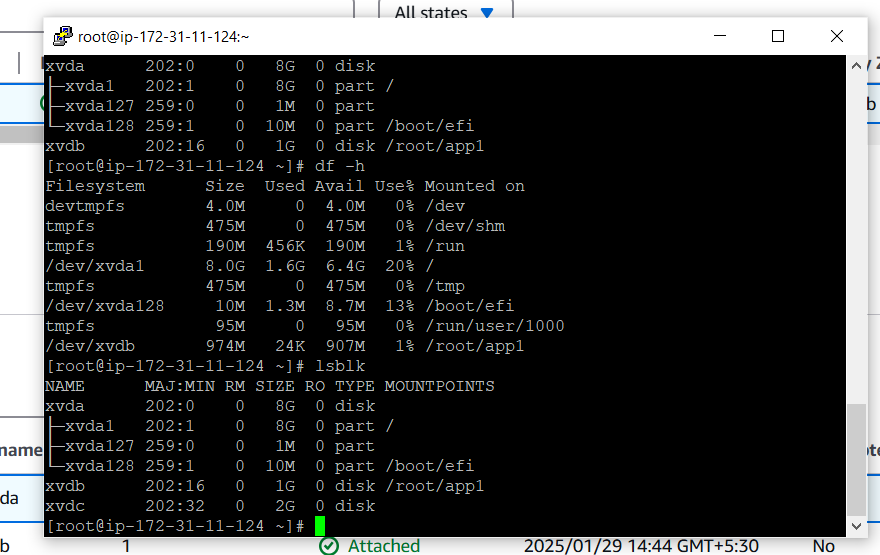 All states
root@ip-172-31-11-124:~
xvda 202:0 0 8G 0 disk
├─xvda1 202:1 0 8G 0 part /
├─xvda127 259:0 0 1M 0 part
└─xvda128 259:1 0 10M 0 part /boot/efi
xvdb 202:16 0 1G 0 disk /root/app1
[root@ip-172-31-11-124 ~]# df -h
Filesystem Size Used Avail Use% Mounted on
devtmpfs 4.0M 0 4.0M 0% /dev
tmpfs 475M 0 475M 0% /dev/shm
tmpfs 190M 456K 190M 1% /run
/dev/xvda1 8.0G 1.6G 6.4G 20% /
tmpfs 475M 0 475M 0% /tmp
/dev/xvda128 10M 1.3M 8.7M 13% /boot/efi
tmpfs 95M 0 95M 0% /run/user/1000
/dev/xvdb 974M 24K 907M 1% /root/app1
[root@ip-172-31-11-124 ~]# lsblk
NAME MAJ:MIN RM SIZE RO TYPE MOUNTPOINTS
xvda 202:0 0 8G 0 disk
├─xvda1 202:1 0 8G 0 part /
├─xvda127 259:0 0 1M 0 part
└─xvda128 259:1 0 10M 0 part /boot/efi
xvdb 202:16 0 1G 0 disk /root/app1
xvdc 202:32 0 2G 0 disk
[root@ip-172-31-11-124 ~]#
name
da
b 1 Attached 2025/01/29 14:44 GMT+5:30 No